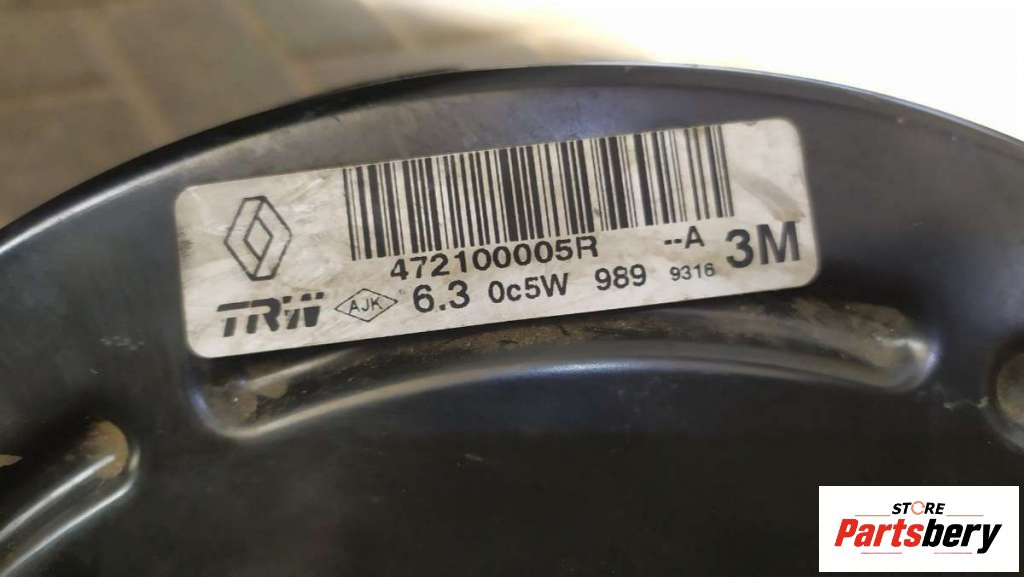 472100005R --A 3M
TRW AJK 6.3 0c5W 989 9316
STORE
Partsbery